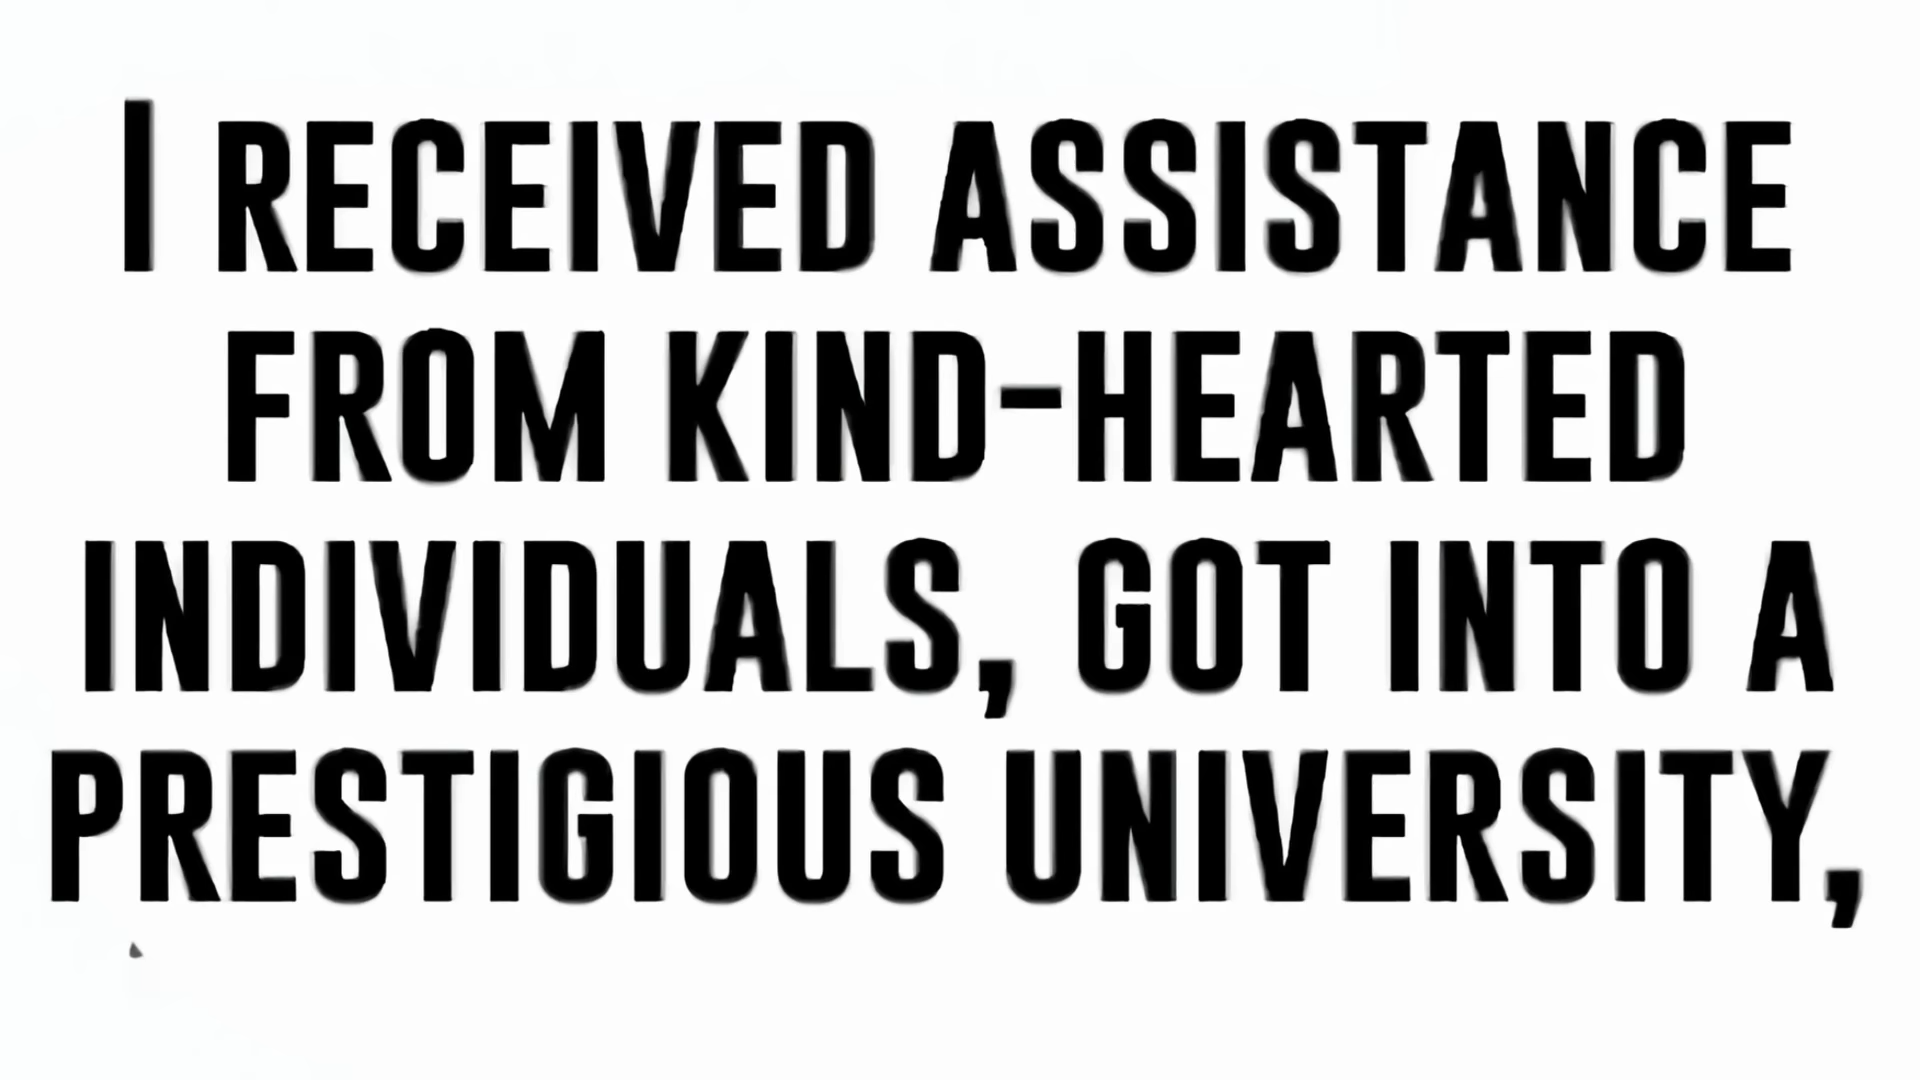 I RECEIVED ASSISTANCE
FROM KIND-HEARTED
INDIVIDUALS, GOT INTO A
PRESTIGIOUS UNIVERSITY,